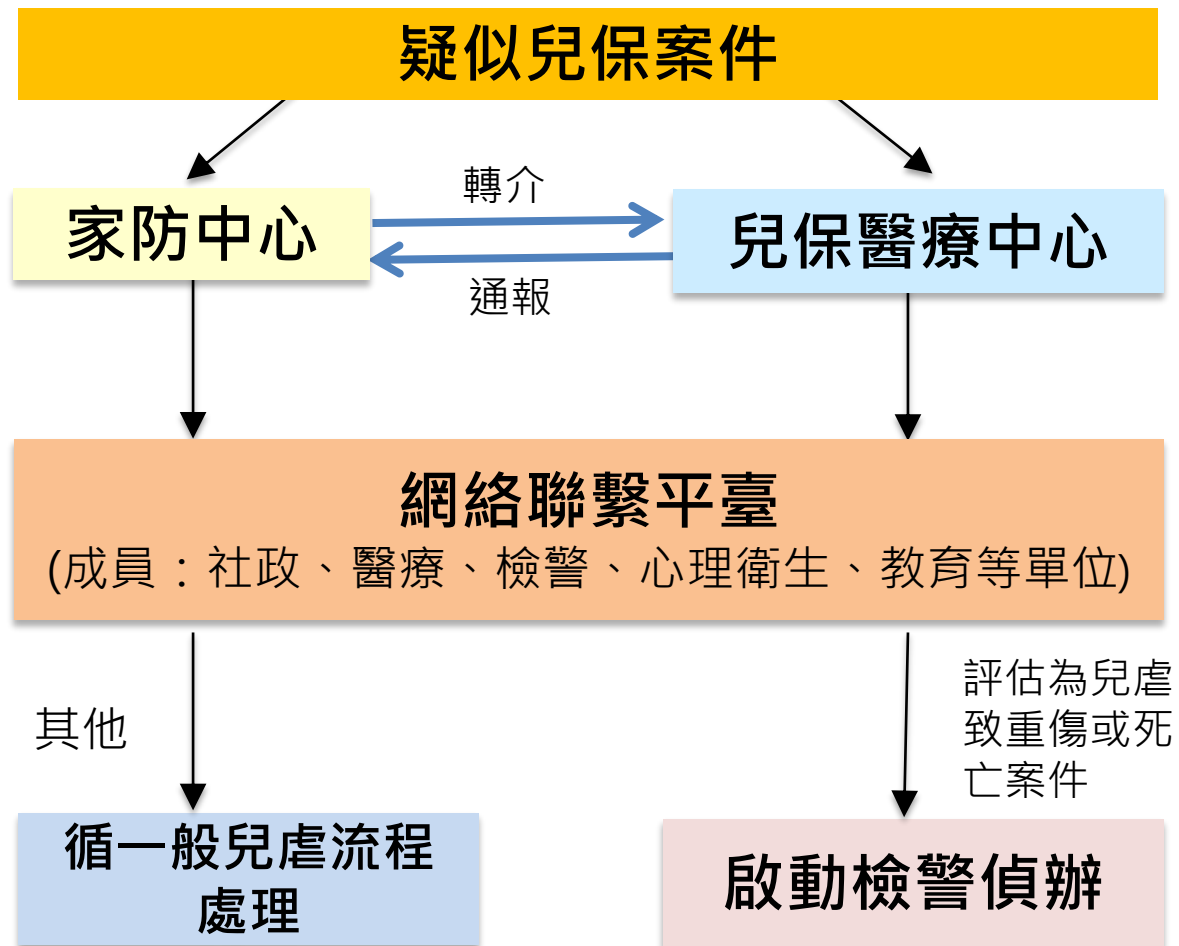 疑似兒保案件
轉介
家防中心
兒保醫療中心
通報
網絡聯繫平臺
(成員：社政、醫療、檢警、心理衛生、教育等單位)
評估為兒虐
致重傷或死
亡案件
其他
循一般兒虐流程
處理
啟動檢警偵辦